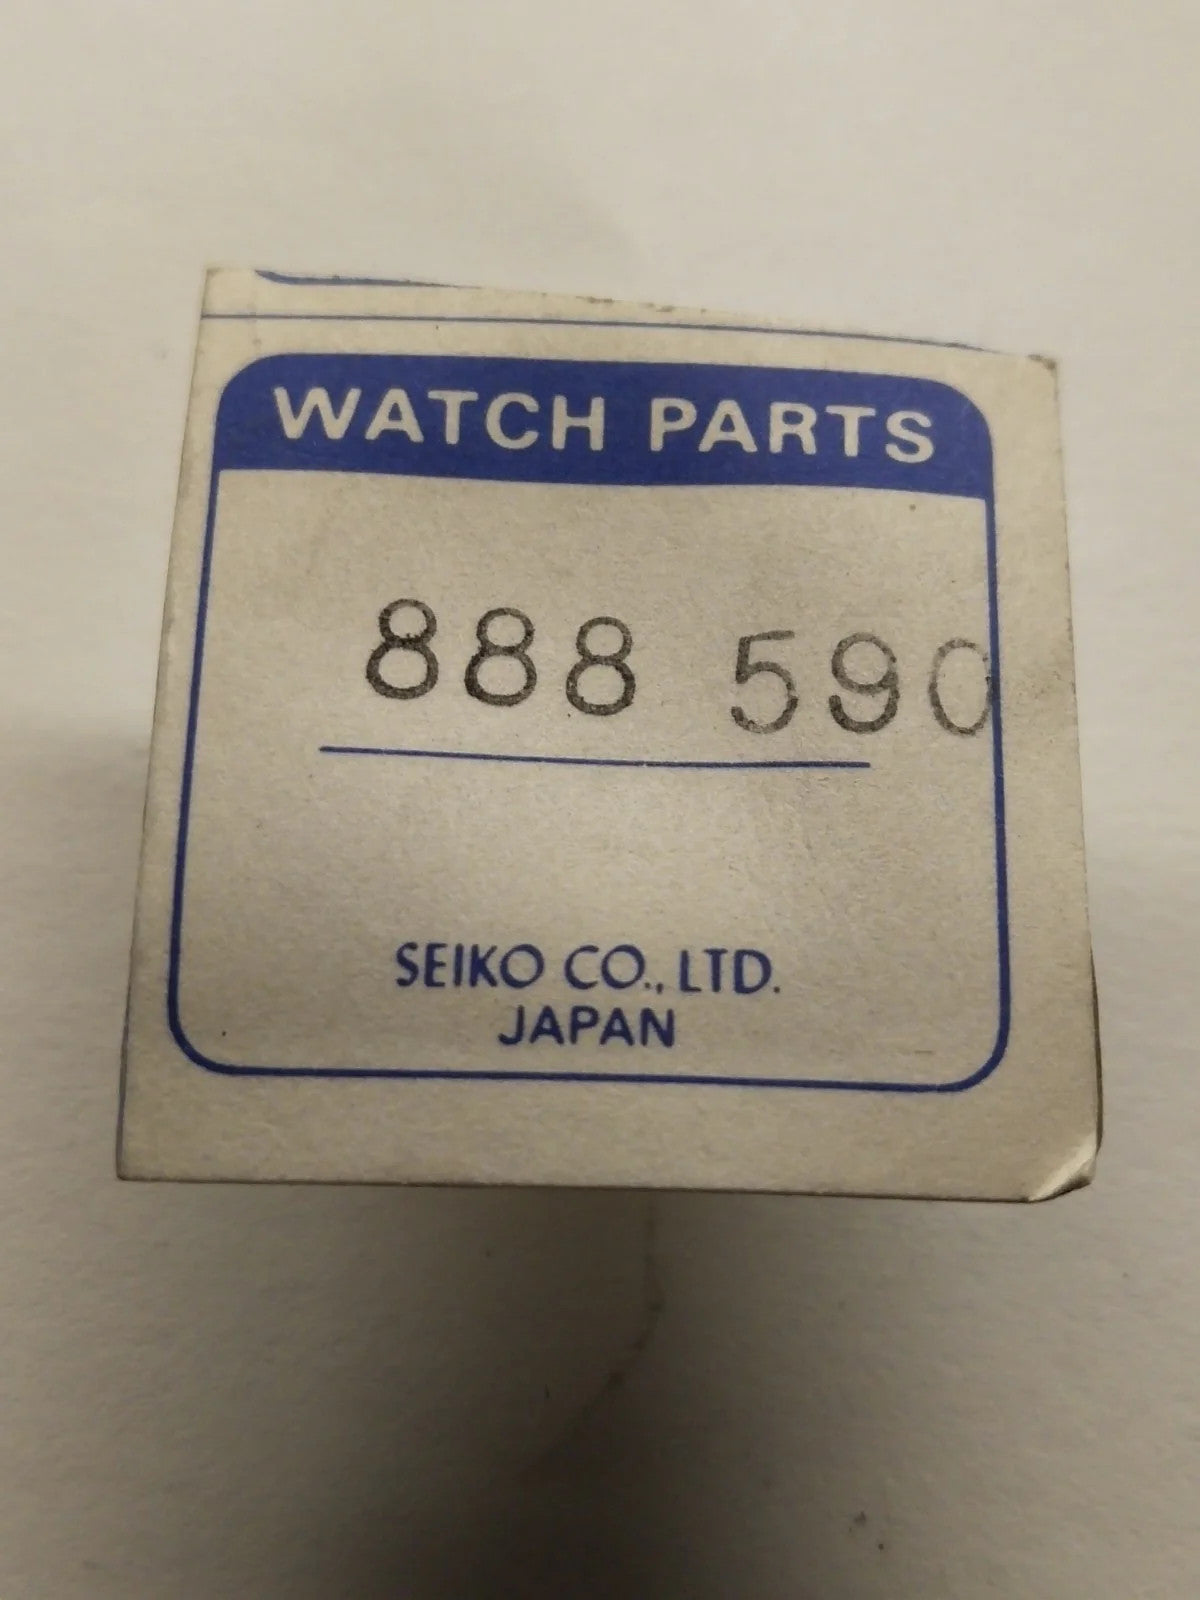 WATCH PARTS
888 590
SEIKO CO., LTD.
JAPAN